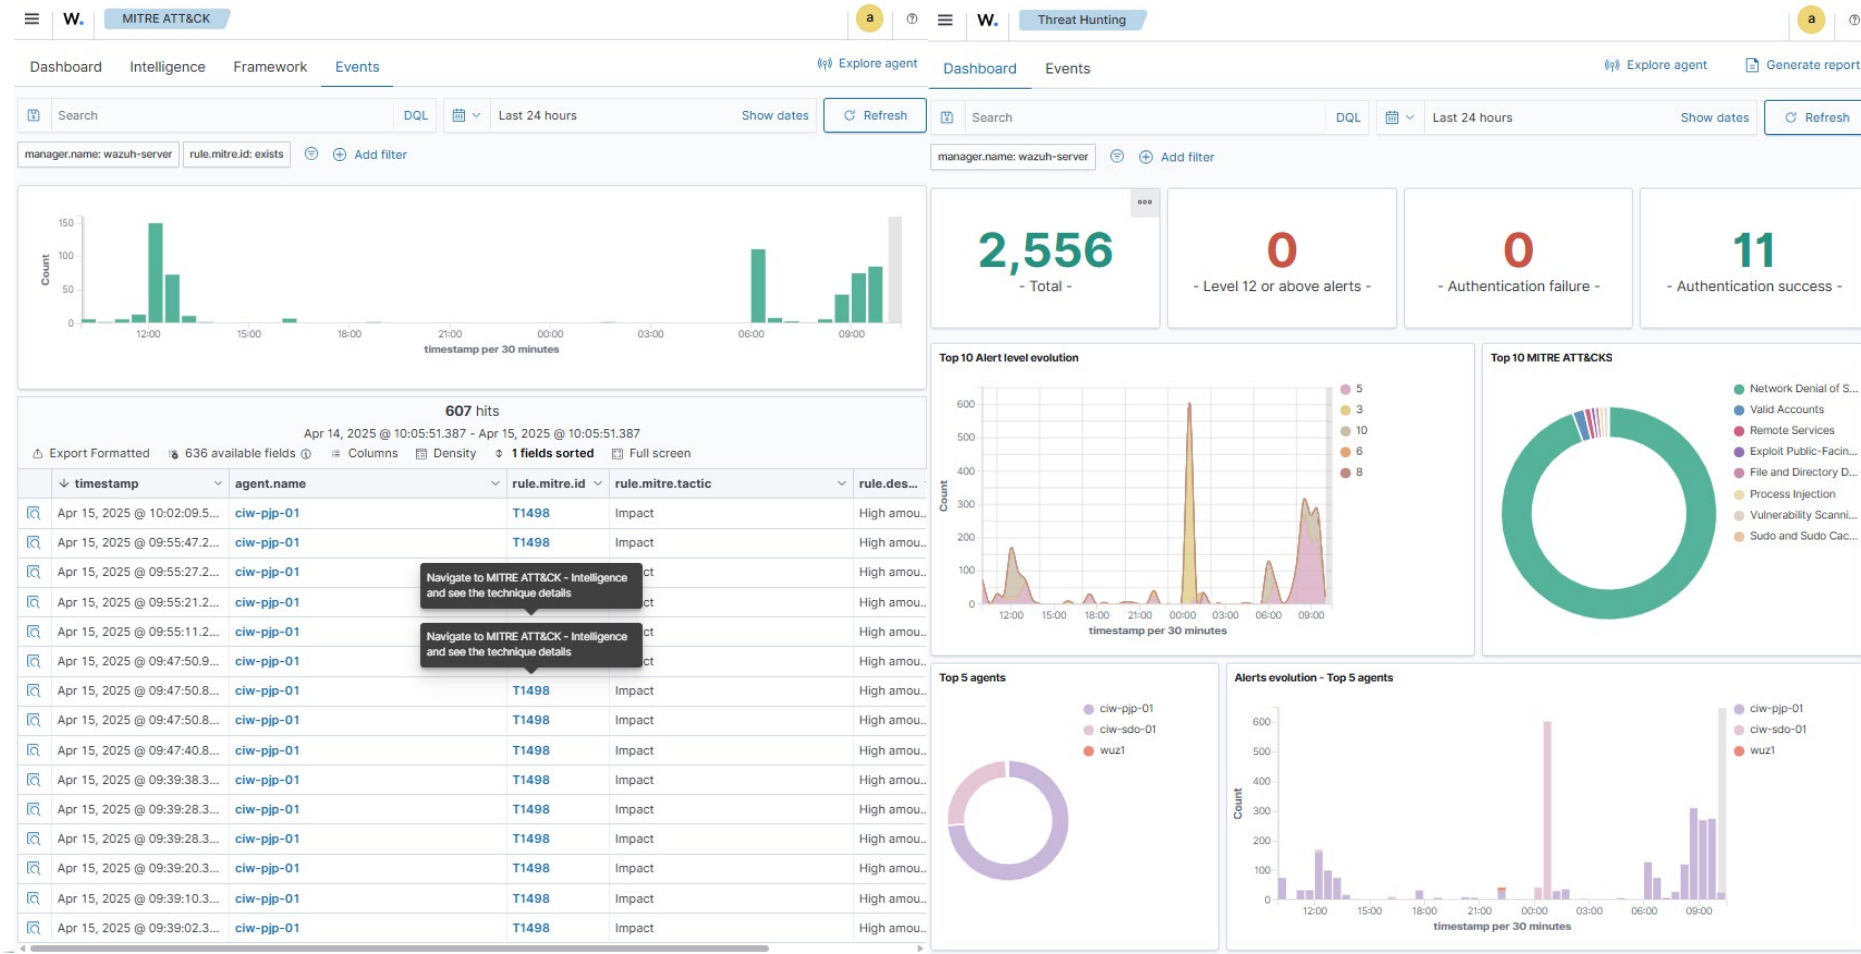 W.
MITRE ATT&CK
a
Dashboard Intelligence Framework Events
Explore agent
Search DQL Last 24 hours Show dates Refresh
manager.name: wazuh-server rule.mitre.id: exists Add filter
150
100
50
0
Count
12:00 15:00 18:00 21:00 00:00 03:00 06:00 09:00
timestamp per 30 minutes
607 hits
Apr 14, 2025 @ 10:05:51.387 - Apr 15, 2025 @ 10:05:51.387
Export Formatted 636 available fields Columns Density 1 fields sorted Full screen
timestamp agent.name rule.mitre.id rule.mitre.tactic rule.des...
Apr 15, 2025 @ 10:02:09.5... ciw-pjp-01 T1498 Impact High amou...
Apr 15, 2025 @ 09:55:47.2... ciw-pjp-01 T1498 Impact High amou...
Apr 15, 2025 @ 09:55:27.2... ciw-pjp-01 ct High amou...
Apr 15, 2025 @ 09:55:21.2... ciw-pjp-01 ct High amou...
Apr 15, 2025 @ 09:55:11.2... ciw-pjp-01 ct High amou...
Apr 15, 2025 @ 09:47:50.9... ciw-pjp-01 ct High amou...
Apr 15, 2025 @ 09:47:50.8... ciw-pjp-01 T1498 Impact High amou...
Apr 15, 2025 @ 09:47:50.8... ciw-pjp-01 T1498 Impact High amou...
Apr 15, 2025 @ 09:47:40.8... ciw-pjp-01 T1498 Impact High amou...
Apr 15, 2025 @ 09:39:38.3... ciw-pjp-01 T1498 Impact High amou...
Apr 15, 2025 @ 09:39:28.3... ciw-pjp-01 T1498 Impact High amou...
Apr 15, 2025 @ 09:39:28.3... ciw-pjp-01 T1498 Impact High amou...
Apr 15, 2025 @ 09:39:20.3... ciw-pjp-01 T1498 Impact High amou...
Apr 15, 2025 @ 09:39:10.3... ciw-pjp-01 T1498 Impact High amou...
Apr 15, 2025 @ 09:39:02.3... ciw-pjp-01 T1498 Impact High amou...
Navigate to MITRE ATT&CK - Intelligence
and see the technique details
Navigate to MITRE ATT&CK - Intelligence
and see the technique details
W.
Threat Hunting
a
Dashboard Events
Explore agent Generate report
Search DQL Last 24 hours Show dates Refresh
manager.name: wazuh-server Add filter
2,556
- Total -
0
- Level 12 or above alerts -
0
- Authentication failure -
11
- Authentication success -
Top 10 Alert level evolution
600
500
400
300
200
100
0
Count
12:00 15:00 18:00 21:00 00:00 03:00 06:00 09:00
timestamp per 30 minutes
5
3
10
6
8
Top 10 MITRE ATT&CKS
Network Denial of S...
Valid Accounts
Remote Services
Exploit Public-Facin...
File and Directory D...
Process Injection
Vulnerability Scanni...
Sudo and Sudo Cac...
Top 5 agents
ciw-pjp-01
ciw-sdo-01
wuz1
Alerts evolution - Top 5 agents
600
500
400
300
200
100
0
Count
12:00 15:00 18:00 21:00 00:00 03:00 06:00 09:00
timestamp per 30 minutes
ciw-pjp-01
ciw-sdo-01
wuz1